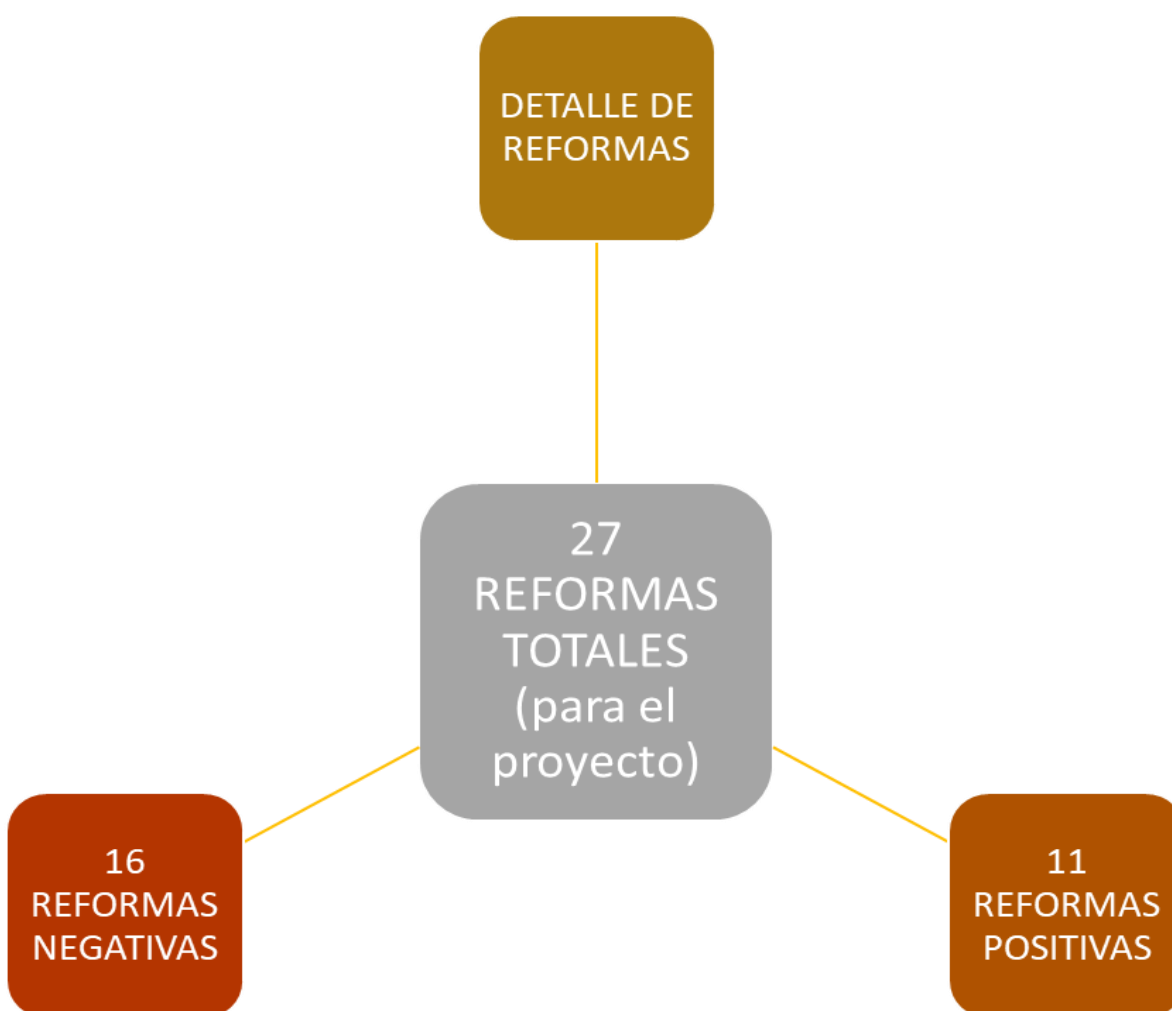 DETALLE DE
REFORMAS
27
REFORMAS
TOTALES
(para el
proyecto)
16
REFORMAS
NEGATIVAS
11
REFORMAS
POSITIVAS